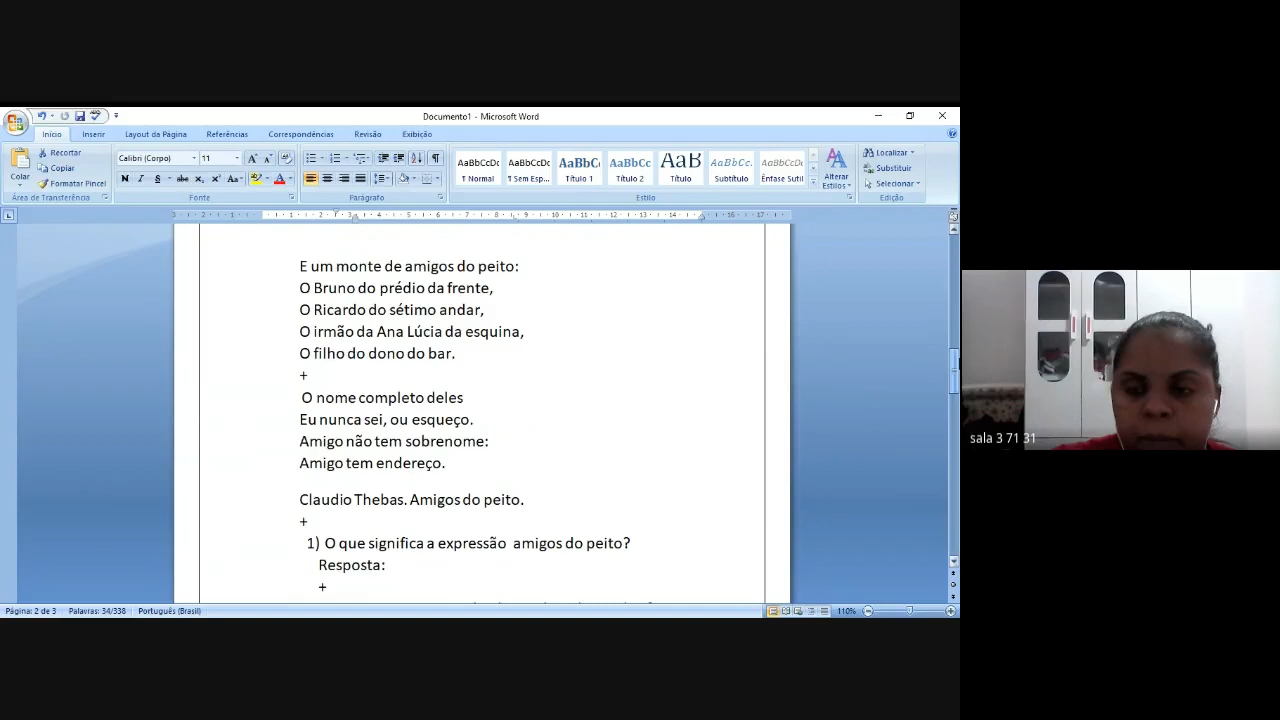 Documento1 - Microsoft Word
Início Inserir Layout da Página Referências Correspondências Revisão Exibição
Colar
Recortar
Copiar
Formatar Pincel
Área de Transferência
Calibri (Corpo) 11
N I S abc x₂ x² Aa A
Fonte
Parágrafo
AaBbCcDc AaBbCcDc AaBbC AaBbCc AaB AaBbCc. AaBbCcDc
¶ Normal ¶ Sem Esp... Título 1 Título 2 Título Subtítulo Ênfase Sutil
Alterar Estilos
Estilo
Localizar
Substituir
Selecionar
Edição
E um monte de amigos do peito:
O Bruno do prédio da frente,
O Ricardo do sétimo andar,
O irmão da Ana Lúcia da esquina,
O filho do dono do bar.
+
O nome completo deles
Eu nunca sei, ou esqueço.
Amigo não tem sobrenome:
Amigo tem endereço.
Claudio Thebas. Amigos do peito.
+
1) O que significa a expressão amigos do peito?
Resposta:
+
Página: 2 de 3 Palavras: 34/338 Português (Brasil) 110%
sala 3 71 31